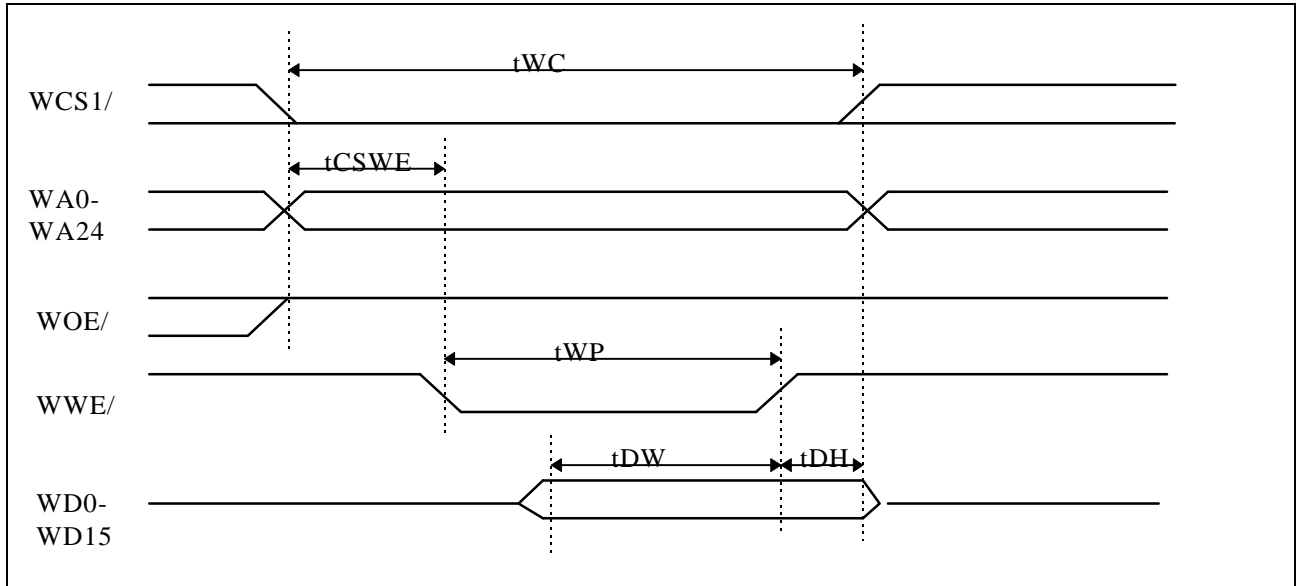 tWC
WCS1/
tCSWE
WA0-
WA24
WOE/
tWP
WWE/
tDW
tDH
WD0-
WD15